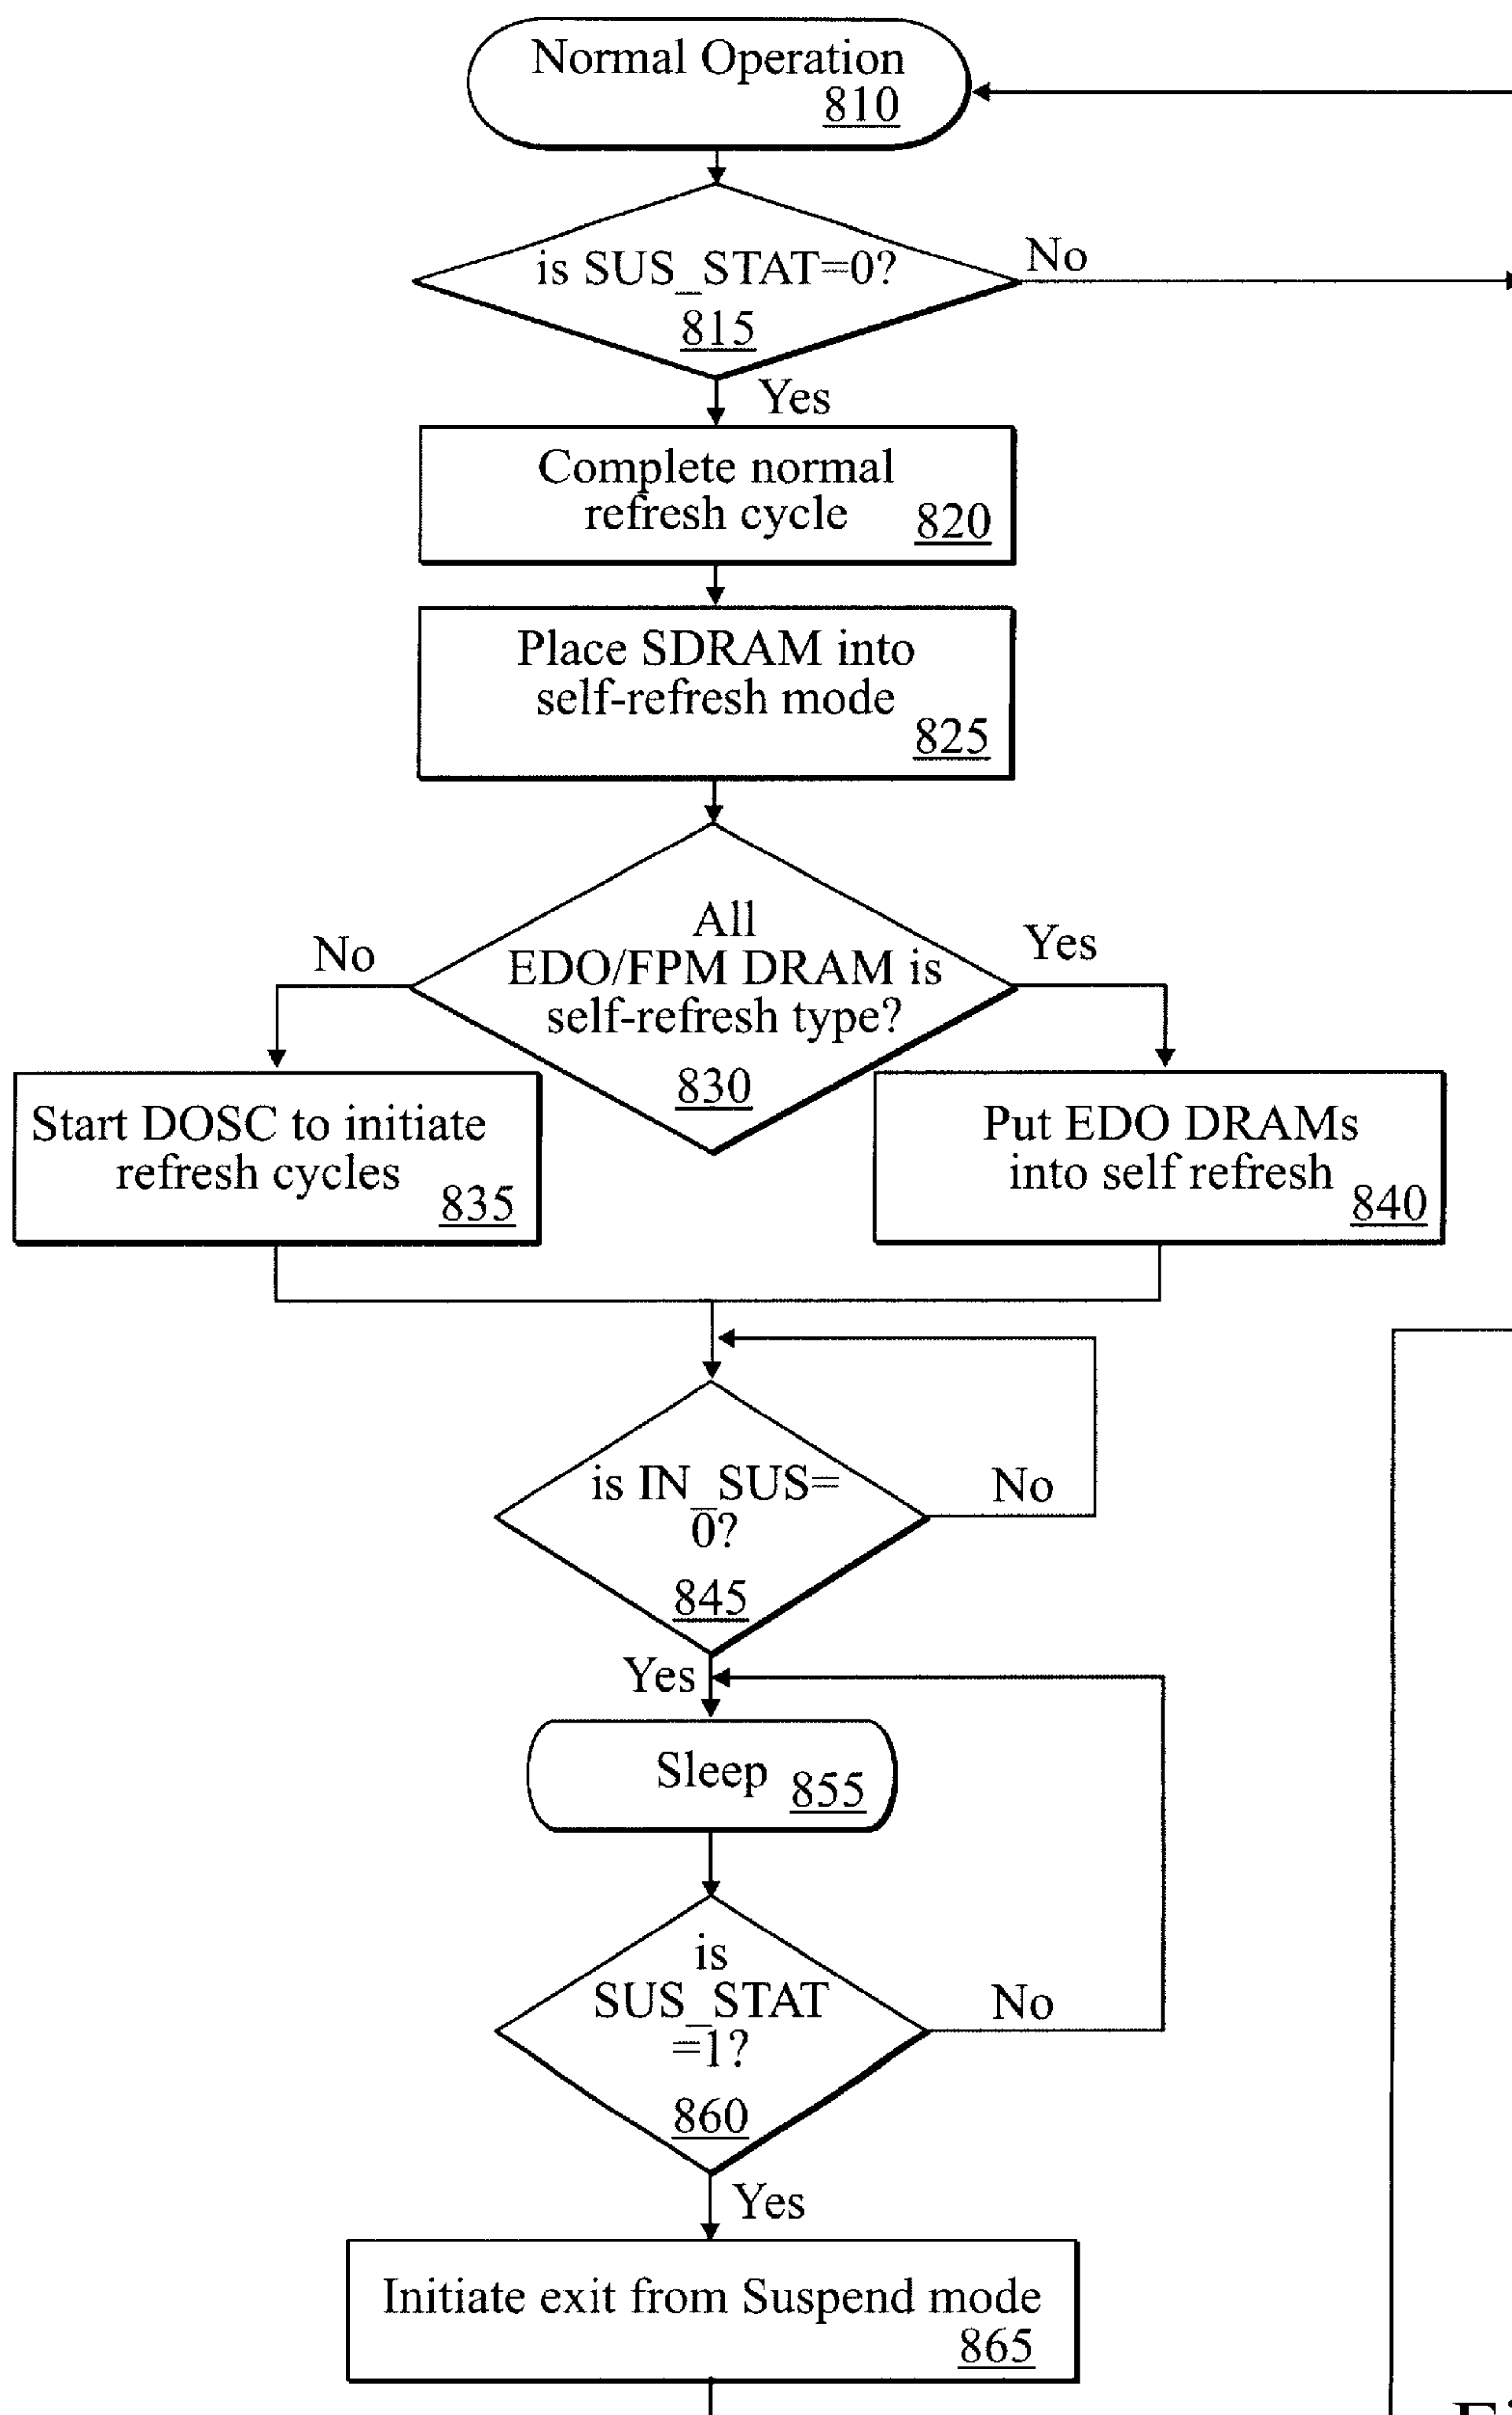 Normal Operation
810
is SUS_STAT=0?
815
No
Yes
Complete normal
refresh cycle
820
Place SDRAM into
self-refresh mode
825
All
EDO/FPM DRAM is
self-refresh type?
830
No
Yes
Start DOSC to initiate
refresh cycles
835
Put EDO DRAMs
into self refresh
840
is IN_SUS=
0?
845
No
Yes
Sleep 855
is
SUS_STAT
=1?
860
No
Yes
Initiate exit from Suspend mode
865